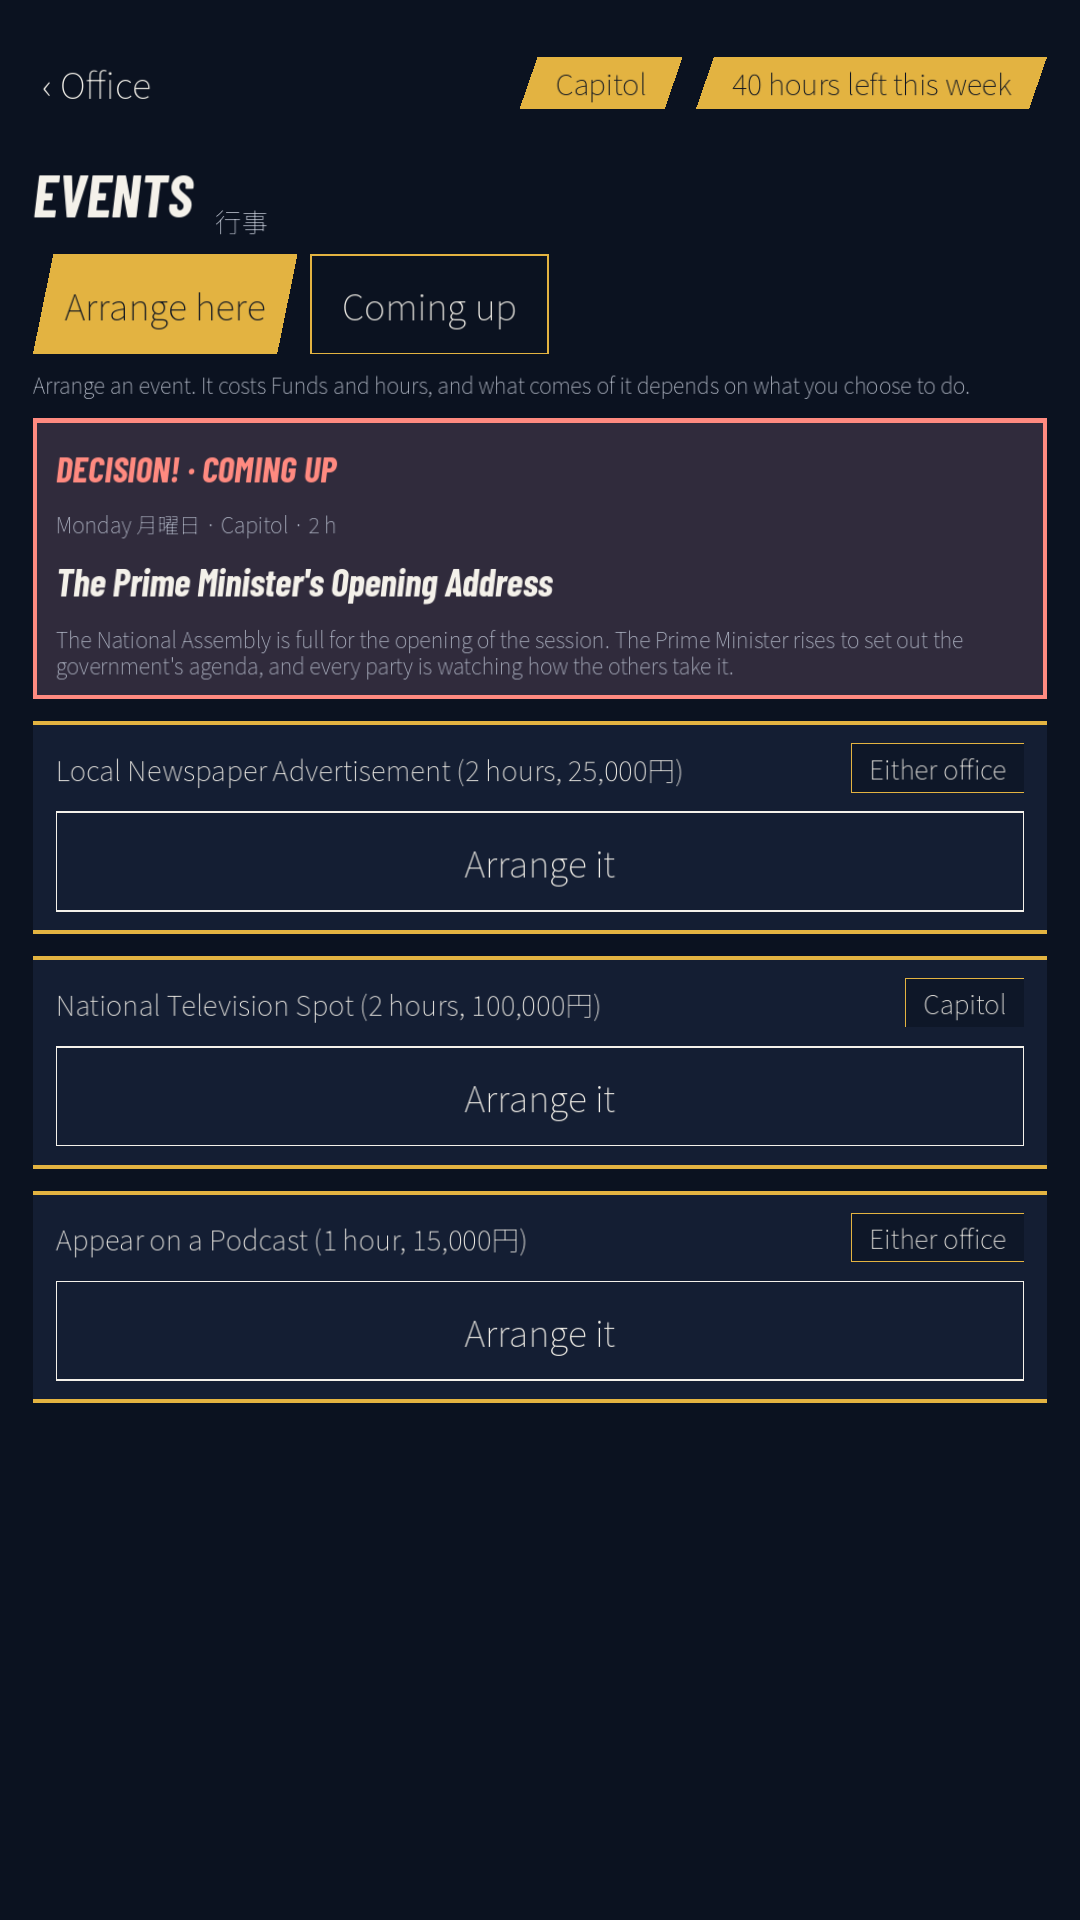 ‹ Office
Capitol
40 hours left this week
EVENTS 行事
Arrange here
Coming up
Arrange an event. It costs Funds and hours, and what comes of it depends on what you choose to do.
DECISION! · COMING UP
Monday 月曜日 · Capitol · 2 h
The Prime Minister's Opening Address
The National Assembly is full for the opening of the session. The Prime Minister rises to set out the
government's agenda, and every party is watching how the others take it.
Local Newspaper Advertisement (2 hours, 25,000円)
Either office
Arrange it
National Television Spot (2 hours, 100,000円)
Capitol
Arrange it
Appear on a Podcast (1 hour, 15,000円)
Either office
Arrange it